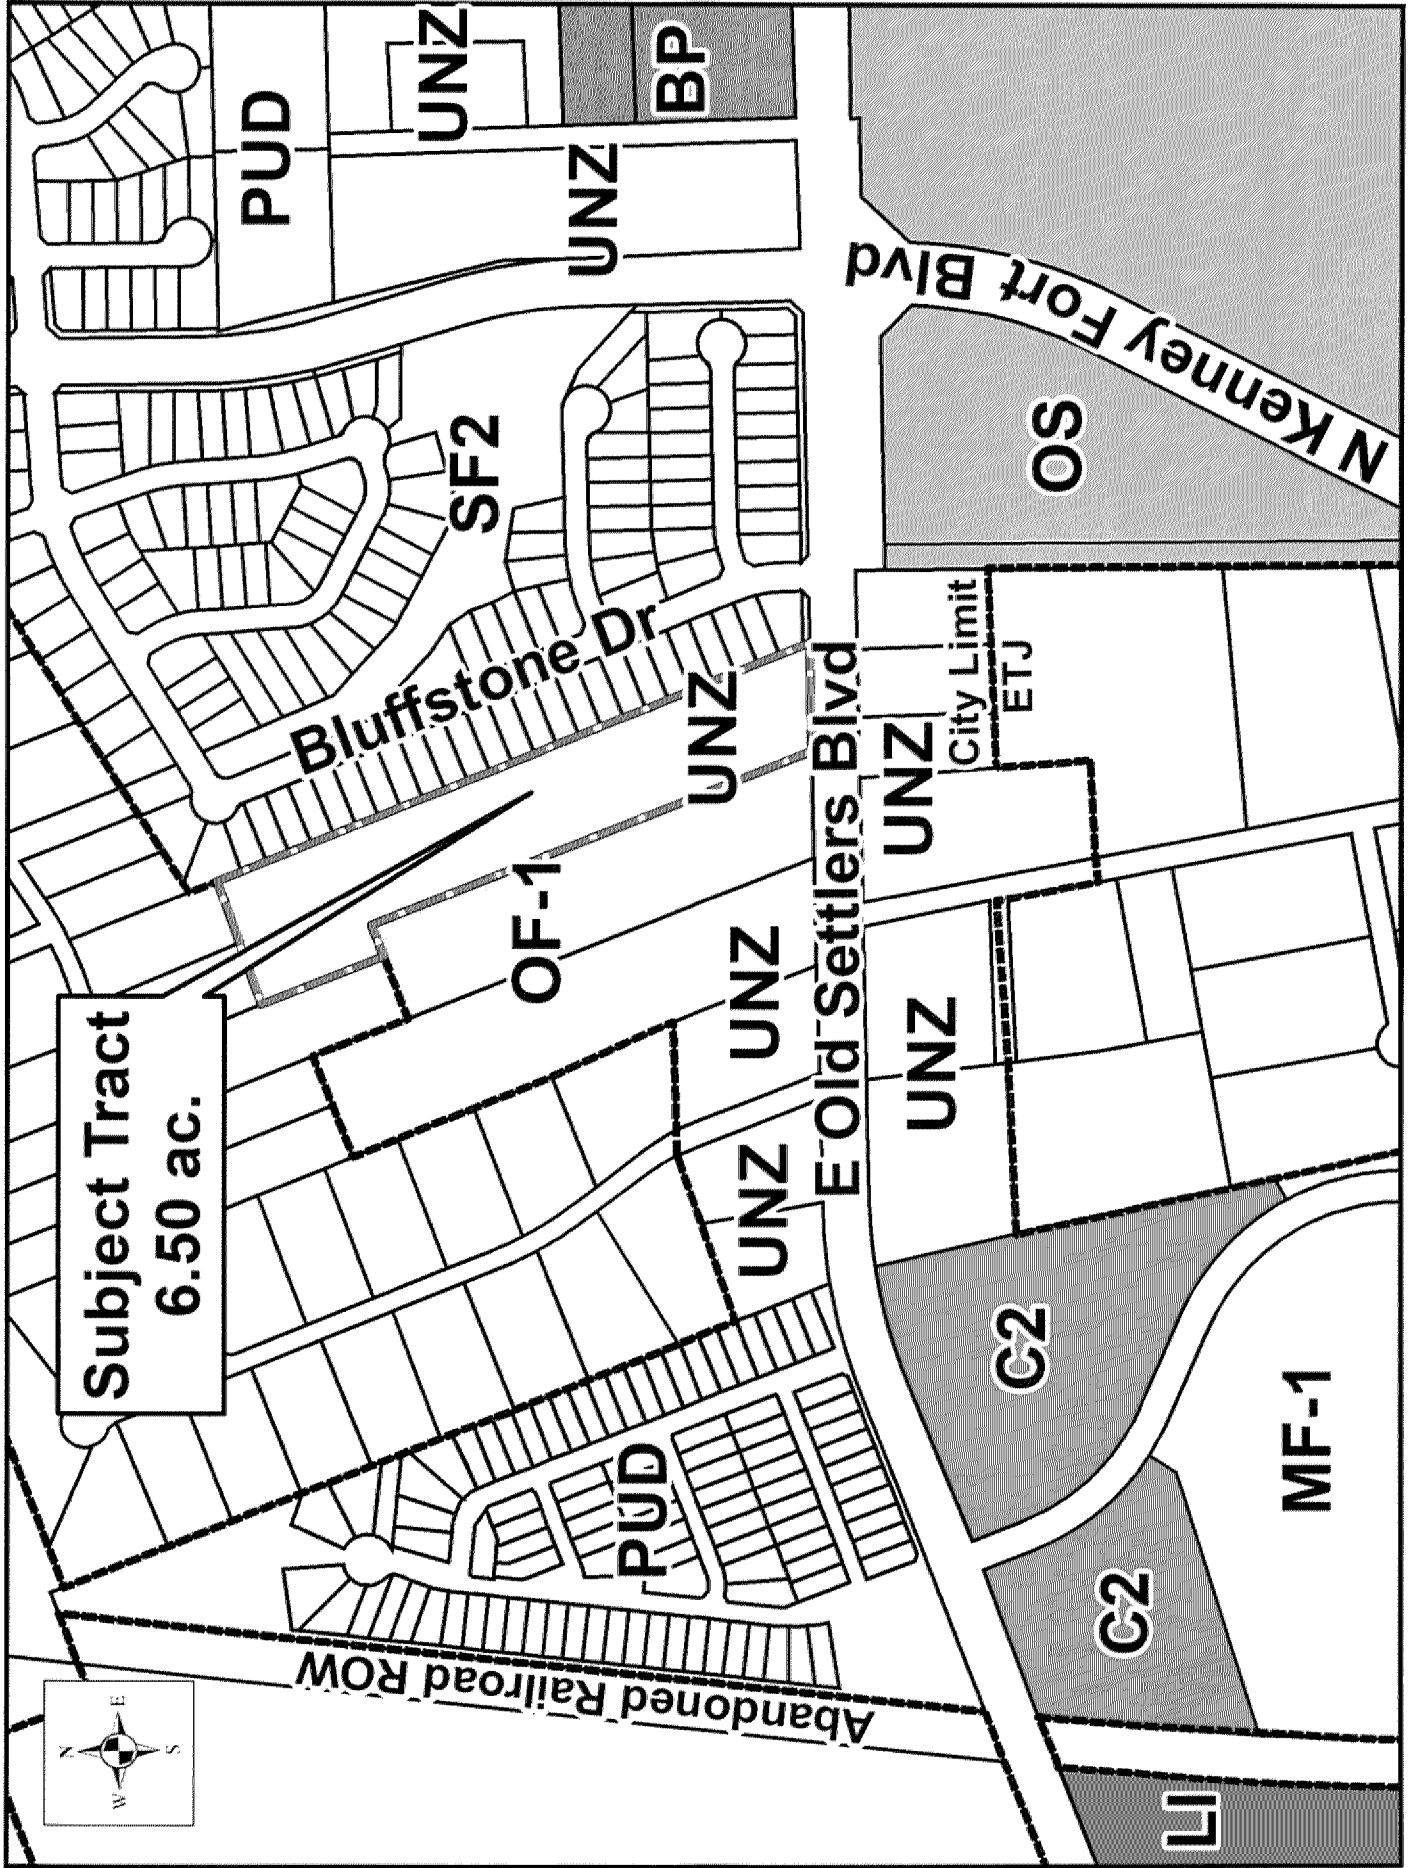 N
W
E
S
Subject Tract
6.50 ac.
PUD
UNZ
BP
UNZ
SF2
Bluffstone Dr
OF-1
UNZ
UNZ
UNZ
E Old Settlers Blvd
UNZ
UNZ
City Limit
ETJ
N Kenney Fort Blvd
OS
PUD
Abandoned Railroad ROW
C2
C2
MF-1
LI